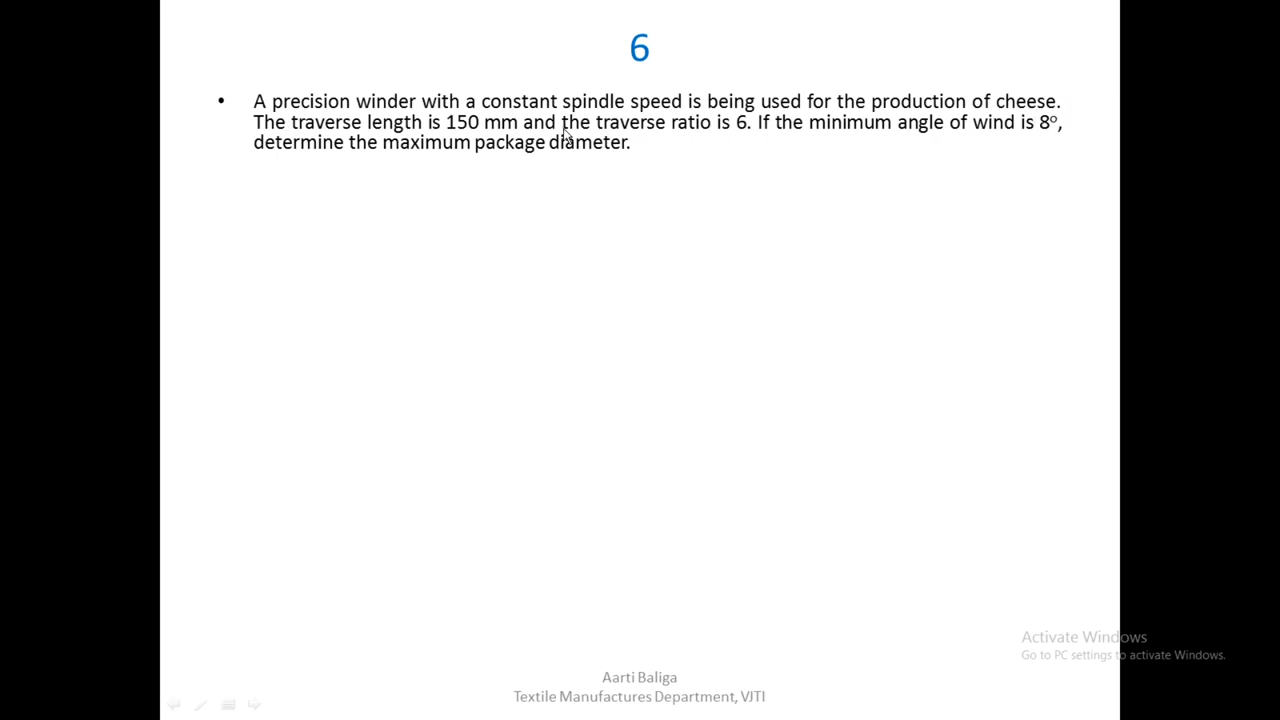 6
• A precision winder with a constant spindle speed is being used for the production of cheese.
The traverse length is 150 mm and the traverse ratio is 6. If the minimum angle of wind is 8°,
determine the maximum package diameter.
Activate Windows
Go to PC settings to activate Windows.
Aarti Baliga
Textile Manufactures Department, VJTI